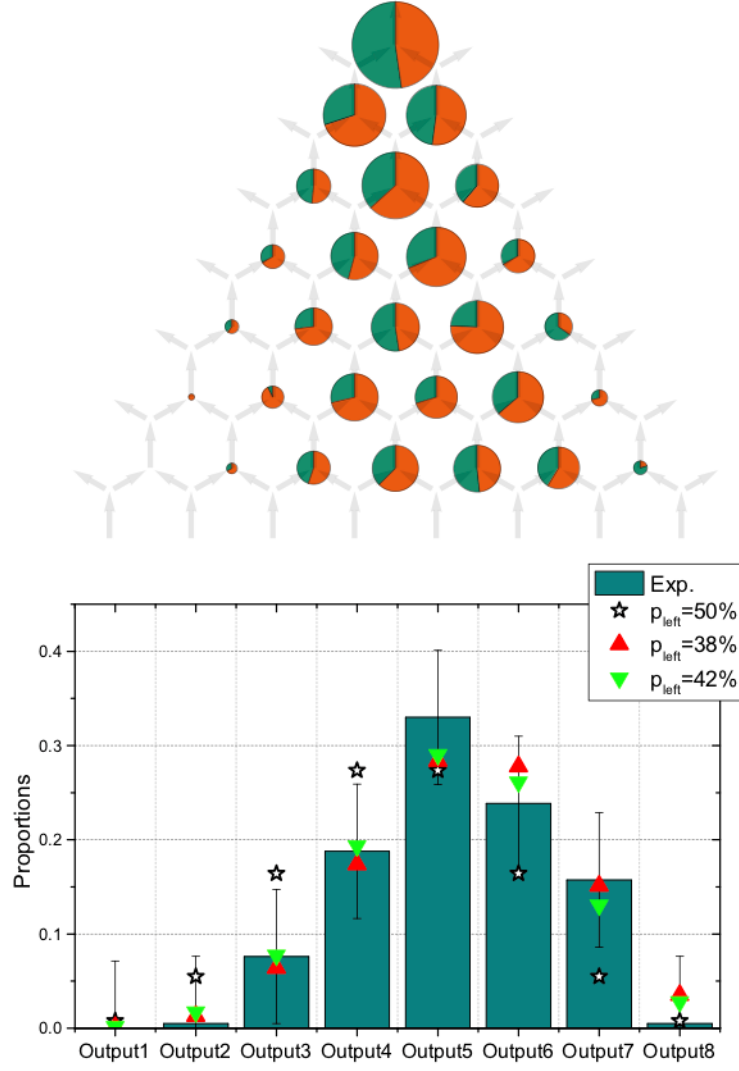 Exp.
p_left=50%
p_left=38%
p_left=42%
Proportions
0.4
0.3
0.2
0.1
0.0
Output1 Output2 Output3 Output4 Output5 Output6 Output7 Output8